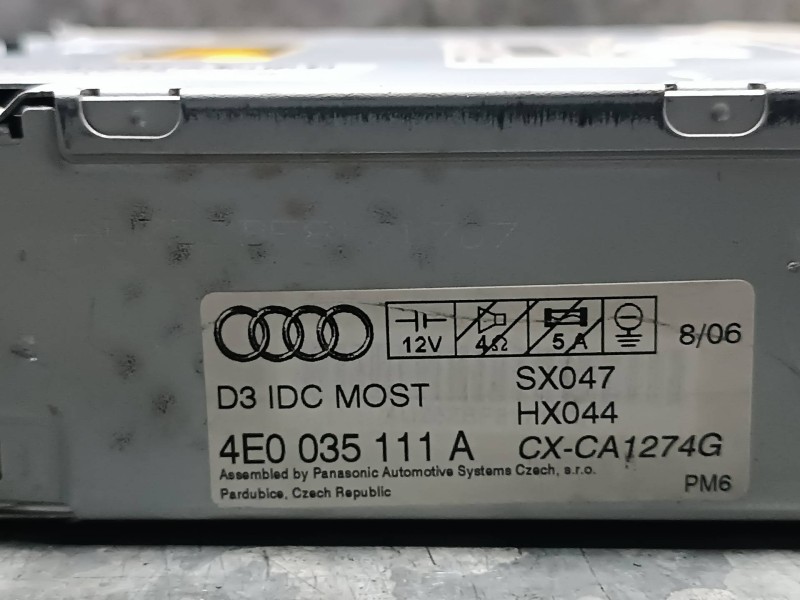 12V 4Ω 5A
8/06
D3 IDC MOST SX047
HX044
4E0 035 111 A CX-CA1274G
Assembled by Panasonic Automotive Systems Czech, s.r.o.
Pardubice, Czech Republic PM6